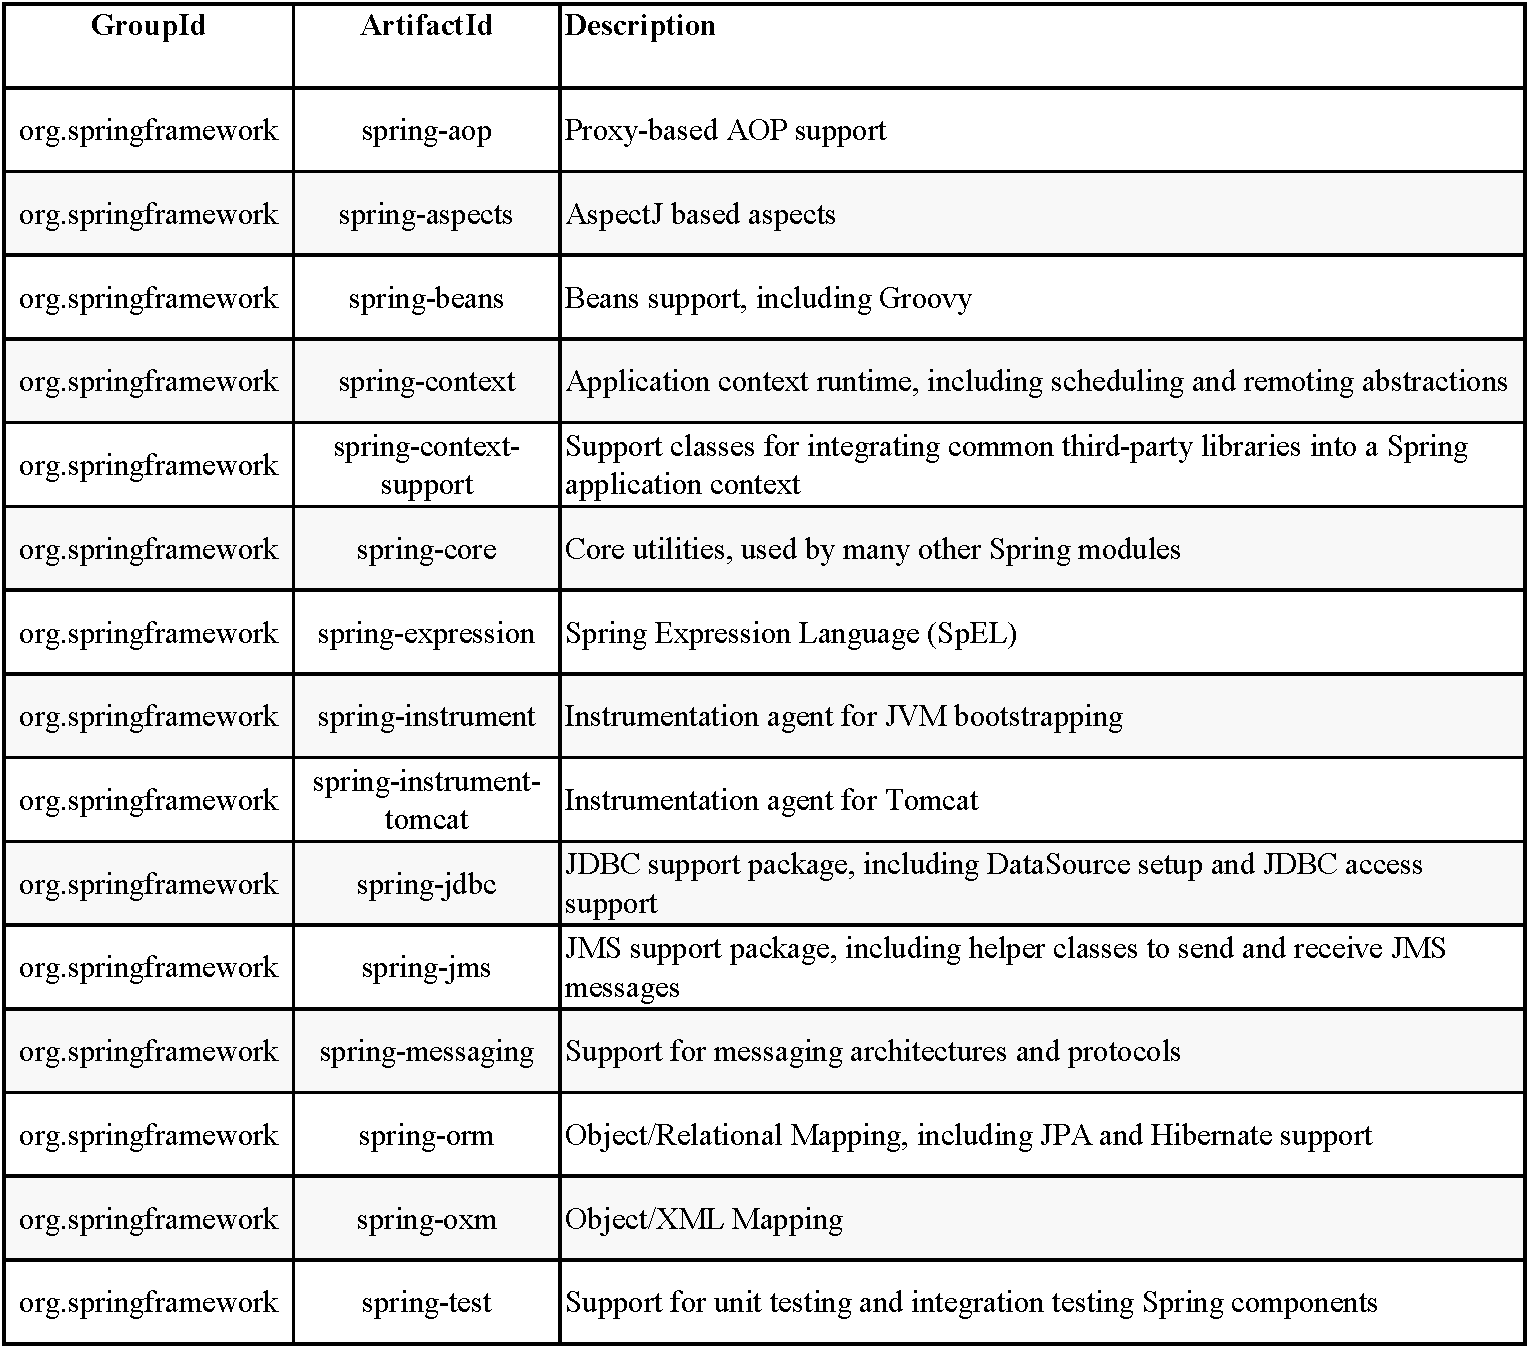 GroupId ArtifactId Description
org.springframework spring-aop Proxy-based AOP support
org.springframework spring-aspects AspectJ based aspects
org.springframework spring-beans Beans support, including Groovy
org.springframework spring-context Application context runtime, including scheduling and remoting abstractions
org.springframework
spring-context-
support
Support classes for integrating common third-party libraries into a Spring
application context
org.springframework spring-core Core utilities, used by many other Spring modules
org.springframework spring-expression Spring Expression Language (SpEL)
org.springframework spring-instrument Instrumentation agent for JVM bootstrapping
org.springframework
spring-instrument-
tomcat
Instrumentation agent for Tomcat
org.springframework spring-jdbc
JDBC support package, including DataSource setup and JDBC access
support
org.springframework spring-jms
JMS support package, including helper classes to send and receive JMS
messages
org.springframework spring-messaging Support for messaging architectures and protocols
org.springframework spring-orm Object/Relational Mapping, including JPA and Hibernate support
org.springframework spring-oxm Object/XML Mapping
org.springframework spring-test Support for unit testing and integration testing Spring components